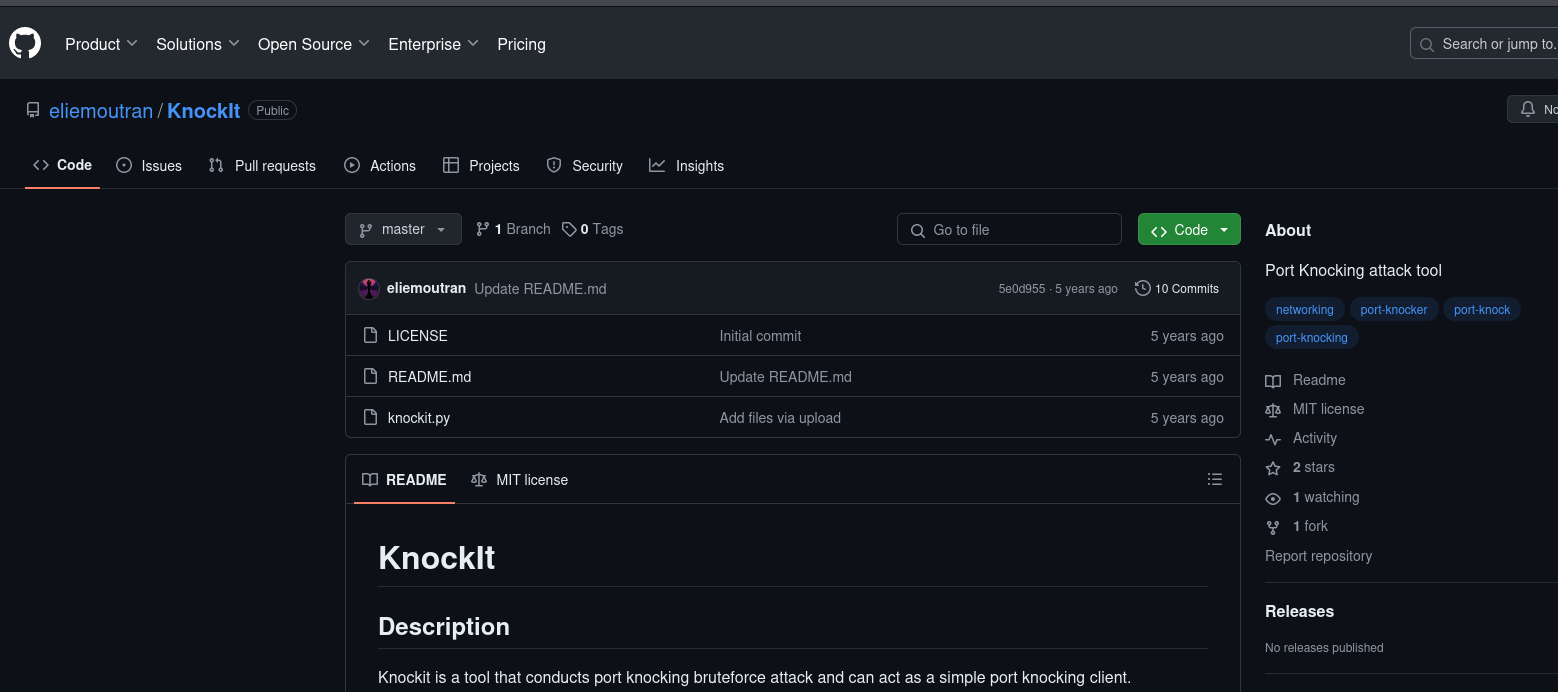 Product Solutions Open Source Enterprise Pricing Search or jump to.
eliemoutran / KnockIt Public No
Code Issues Pull requests Actions Projects Security Insights
master 1 Branch 0 Tags Go to file Code
eliemoutran Update README.md 5e0d955 · 5 years ago 10 Commits
LICENSE Initial commit 5 years ago
README.md Update README.md 5 years ago
knockit.py Add files via upload 5 years ago
README MIT license
KnockIt
Description
Knockit is a tool that conducts port knocking bruteforce attack and can act as a simple port knocking client.
About
Port Knocking attack tool
networking port-knocker port-knock
port-knocking
Readme
MIT license
Activity
2 stars
1 watching
1 fork
Report repository
Releases
No releases published